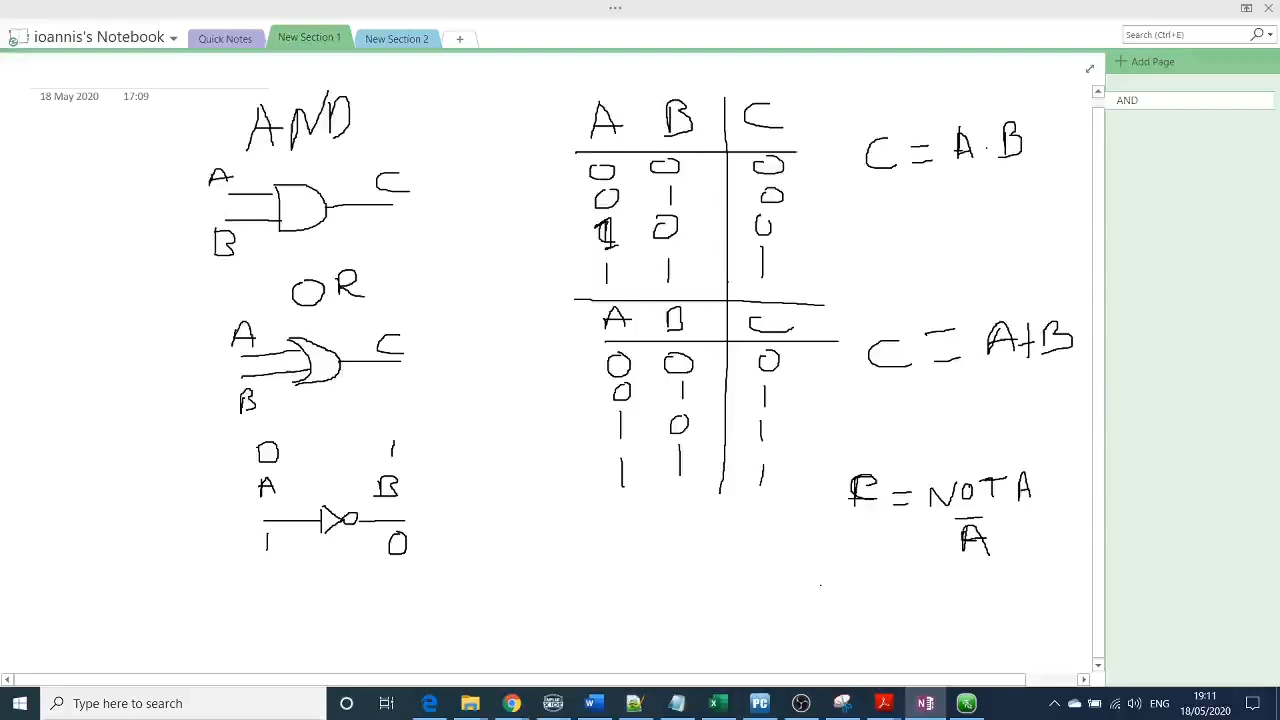 ioannis's Notebook
Quick Notes
New Section 1
New Section 2
+
Search (Ctrl+E)
Add Page
AND
18 May 2020 17:09
AND
A
B
C
OR
A
B
C
0 1
A B
1 0
A B C
0 0 0
0 1 0
1 0 0
1 1 1
A B C
0 0 0
0 1 1
1 0 1
1 1 1
C = A · B
C = A+B
= NOT A
A̅
Type here to search
PC
ENG
19:11
18/05/2020